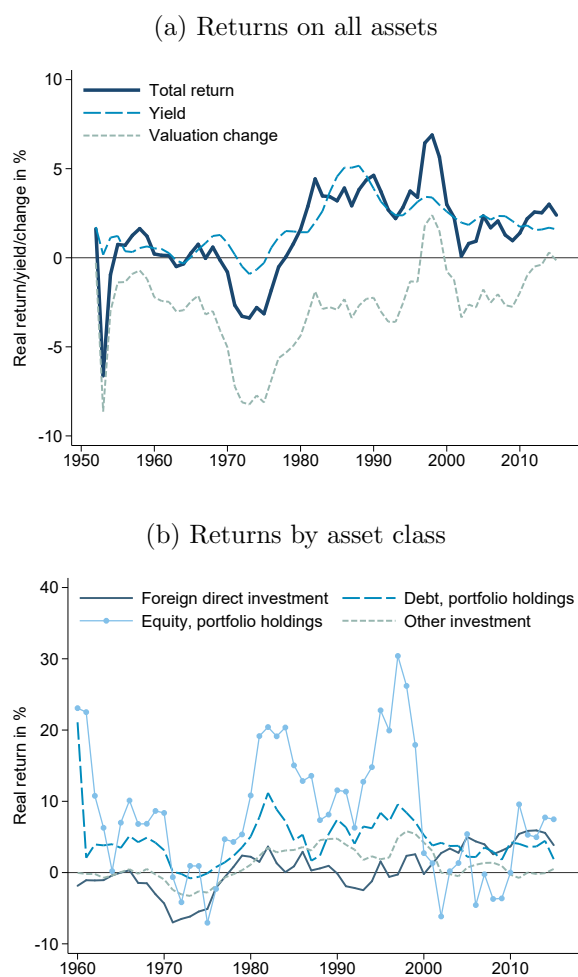 (a) Returns on all assets
Real return/yield/change in %
10
5
0
-5
-10
Total return
Yield
Valuation change
1950 1960 1970 1980 1990 2000 2010
(b) Returns by asset class
Real return in %
40
30
20
10
0
-10
Foreign direct investment Debt, portfolio holdings
Equity, portfolio holdings Other investment
1960 1970 1980 1990 2000 2010